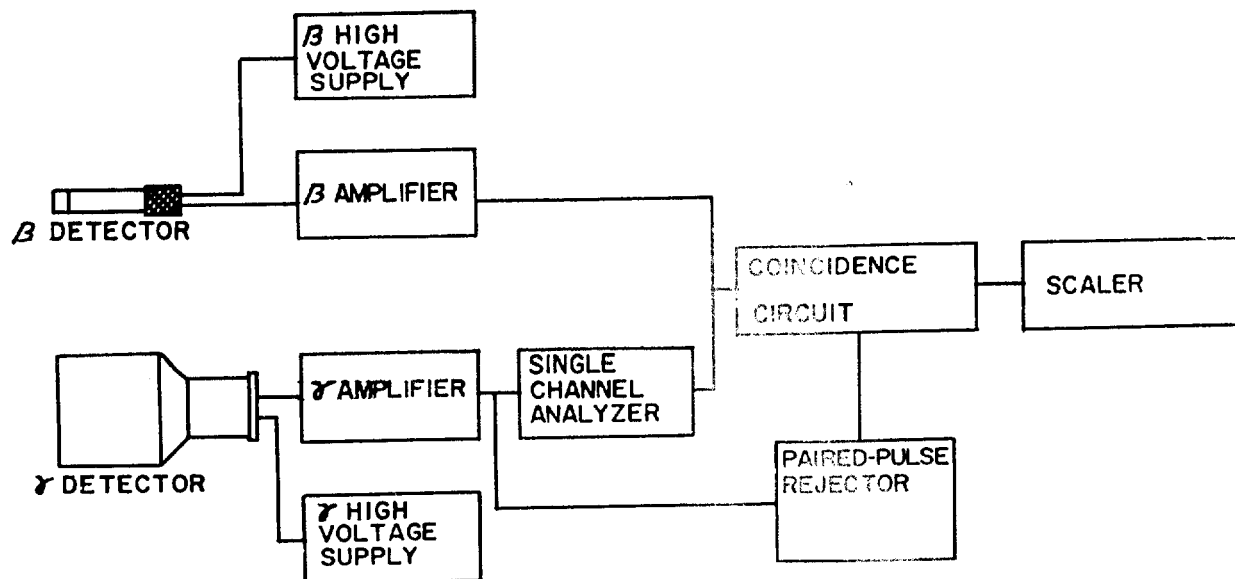 β HIGH
VOLTAGE
SUPPLY
β AMPLIFIER
β DETECTOR
COINCIDENCE
CIRCUIT
SCALER
γ AMPLIFIER
SINGLE
CHANNEL
ANALYZER
γ DETECTOR
PAIRED-PULSE
REJECTOR
γ HIGH
VOLTAGE
SUPPLY